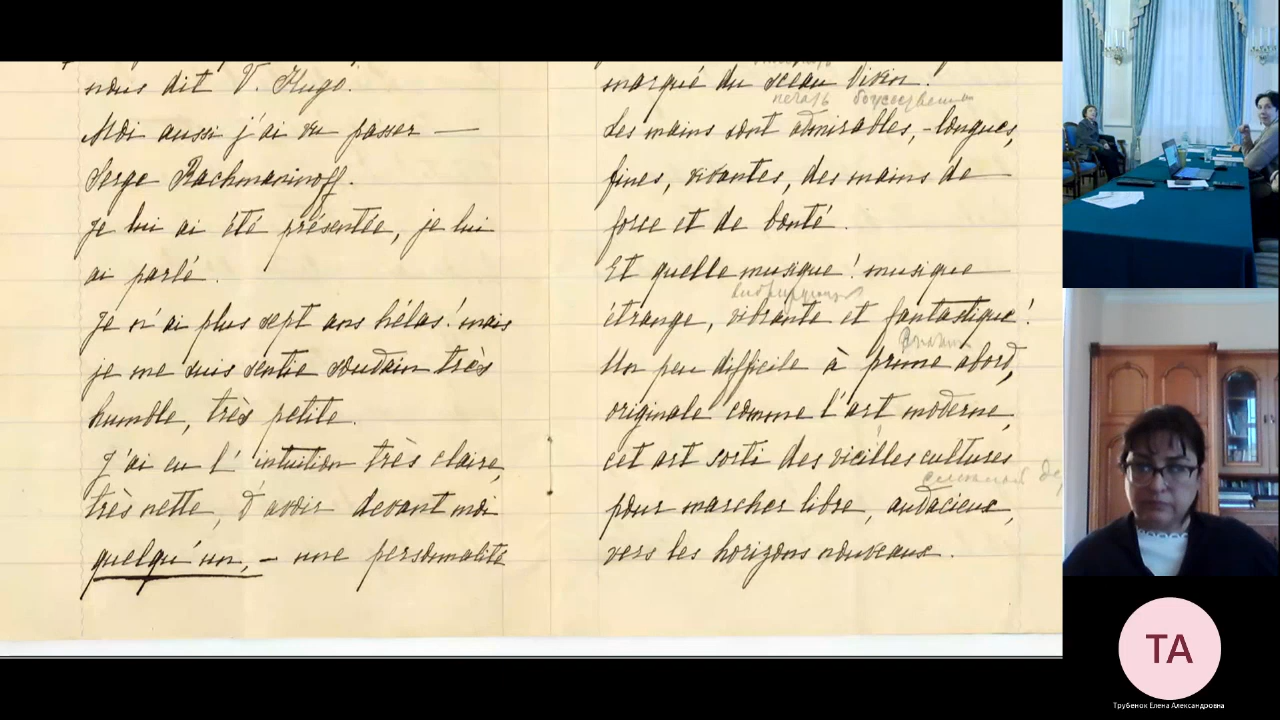 nous dit V. Hugo.
Moi aussi j'ai vu passer —
Serge Rachmaninoff.
Je lui ai été présentée, je lui
ai parlé.
Je n'ai plus sept ans hélas! mais
je me suis sentie soudain très
humble, très petite.
J'ai eu l'intuition très claire,
très nette, d'avoir devant moi
quelqu'un, – une personnalité
marqué du sceau divin!
печать божественн
Les mains sont admirables, - longues,
fines, vivantes, des mains de
force et de bonté.
Et quelle musique! musique
étrange, vibrante et fantastique!
Un peu difficile à prime abord,
originale comme l'art moderne,
cet art sorti des vieilles cultures
pour marcher libre, audacieux,
vers les horizons nouveaux.
TA
Трубенок Елена Александровна